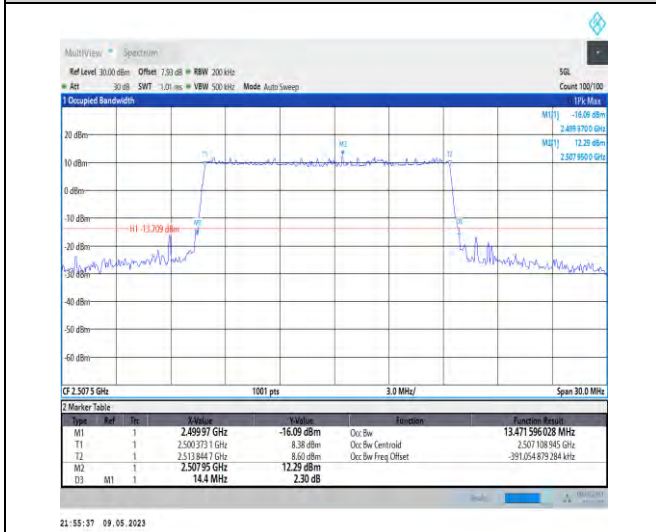 MultiView Spectrum
Ref Level 30.00 dBm Offset 7.93 dB RBW 200 kHz SGL
Att 30 dB SWT 1.01 ms VBW 500 kHz Mode Auto Sweep Count 100/100
1 Occupied Bandwidth 1Pk Max
M1[1] -16.09 dBm
2.499 970 0 GHz
M2[1] 12.29 dBm
2.507 950 0 GHz
20 dBm
M2
T1 T2
10 dBm
0 dBm
-10 dBm
M1 D3
H1 -13.709 dBm
-20 dBm
-30 dBm
-40 dBm
-50 dBm
-60 dBm
CF 2.507 5 GHz 1001 pts 3.0 MHz/ Span 30.0 MHz
2 Marker Table
Type Ref Trc X-Value Y-Value Function Function Result
M1 1 2.499 97 GHz -16.09 dBm Occ Bw 13.471 596 028 MHz
T1 1 2.500 373 1 GHz 8.38 dBm Occ Bw Centroid 2.507 108 945 GHz
T2 1 2.513 844 7 GHz 8.60 dBm Occ Bw Freq Offset -391.054 879 284 kHz
M2 1 2.507 95 GHz 12.29 dBm
D3 M1 1 14.4 MHz 2.30 dB
21:55:37 09.05.2023